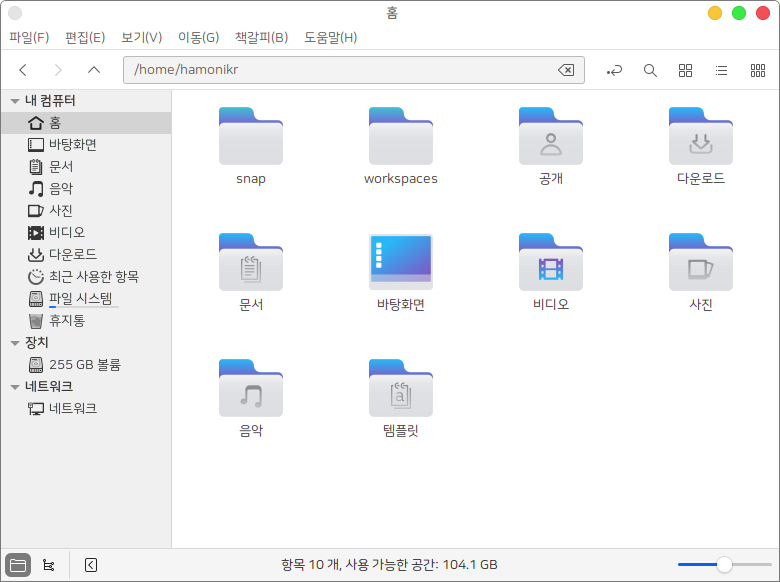 홈
파일(F) 편집(E) 보기(V) 이동(G) 책갈피(B) 도움말(H)
/home/hamonikr
내 컴퓨터
홈
바탕화면
문서
음악
사진
비디오
다운로드
최근 사용한 항목
파일 시스템
휴지통
장치
255 GB 볼륨
네트워크
네트워크
snap workspaces 공개 다운로드
문서 바탕화면 비디오 사진
음악 템플릿
항목 10 개, 사용 가능한 공간: 104.1 GB